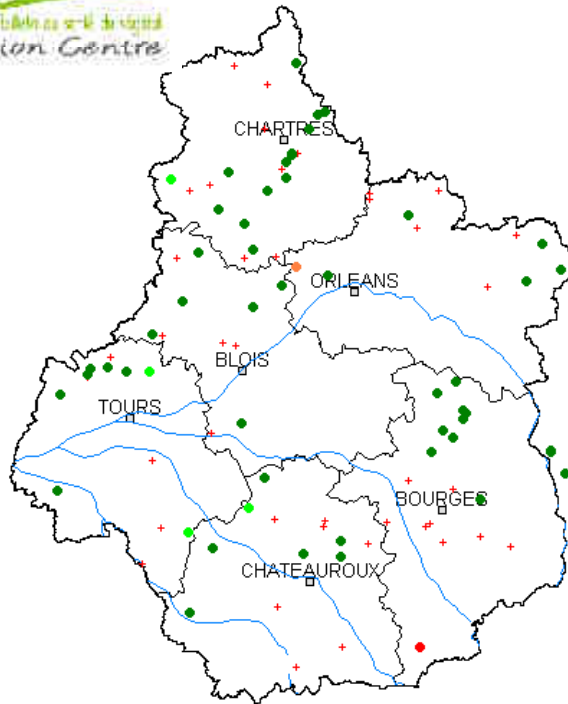 ion Centre
CHARTRES
ORLEANS
BLOIS
TOURS
BOURGES
CHATEAUROUX